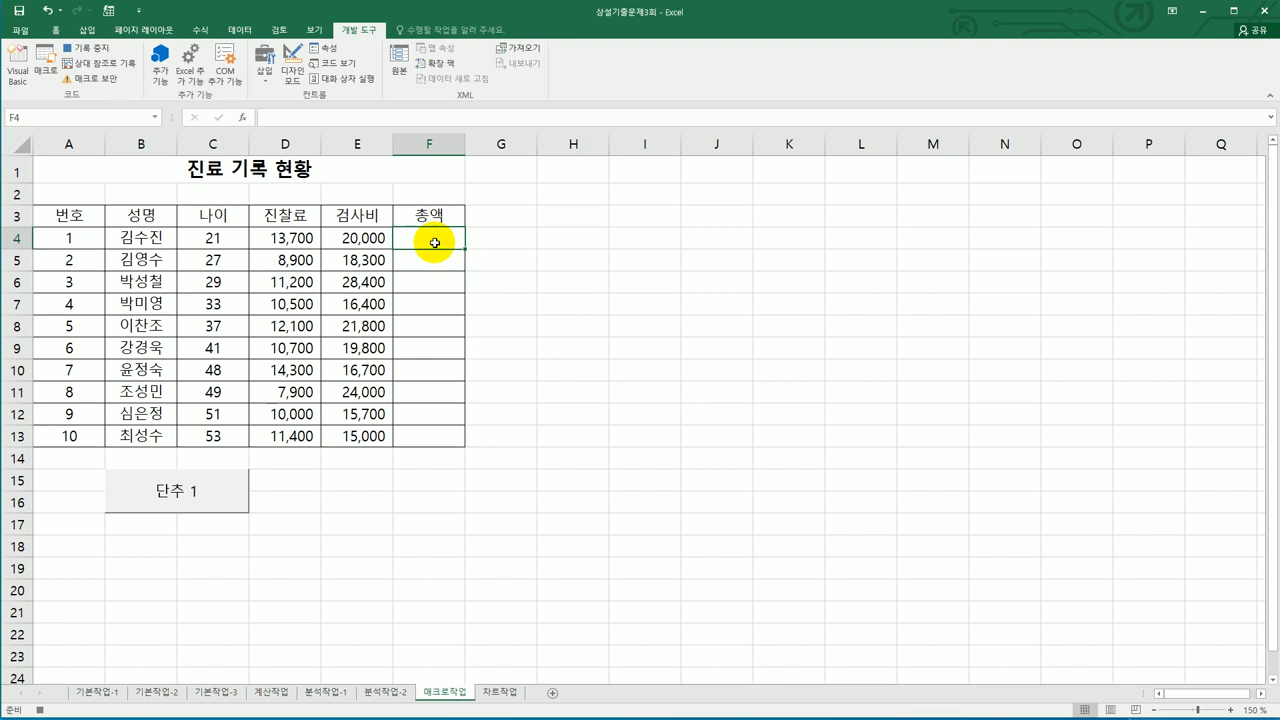 상설기출문제3회 - Excel
파일 홈 삽입 페이지 레이아웃 수식 데이터 검토 보기 개발 도구 수행할 작업을 알려 주세요. 공유
Visual Basic 매크로 기록 중지 상대 참조로 기록 매크로 보안 코드
추가 기능 Excel 추가 기능 COM 추가 기능 추가 기능
삽입 디자인 모드 속성 코드 보기 대화 상자 실행 컨트롤
원본 맵 속성 확장 팩 데이터 새로 고침 가져오기 내보내기 XML
F4 fx
A B C D E F G H I J K L M N O P Q
1 진료 기록 현황
2
3 번호 성명 나이 진찰료 검사비 총액
4 1 김수진 21 13,700 20,000
5 2 김영수 27 8,900 18,300
6 3 박성철 29 11,200 28,400
7 4 박미영 33 10,500 16,400
8 5 이찬조 37 12,100 21,800
9 6 강경욱 41 10,700 19,800
10 7 윤정숙 48 14,300 16,700
11 8 조성민 49 7,900 24,000
12 9 심은정 51 10,000 15,700
13 10 최성수 53 11,400 15,000
14
15
단추 1
16
17
18
19
20
21
22
23
24
기본작업-1 기본작업-2 기본작업-3 계산작업 분석작업-1 분석작업-2 매크로작업 차트작업
준비 150 %